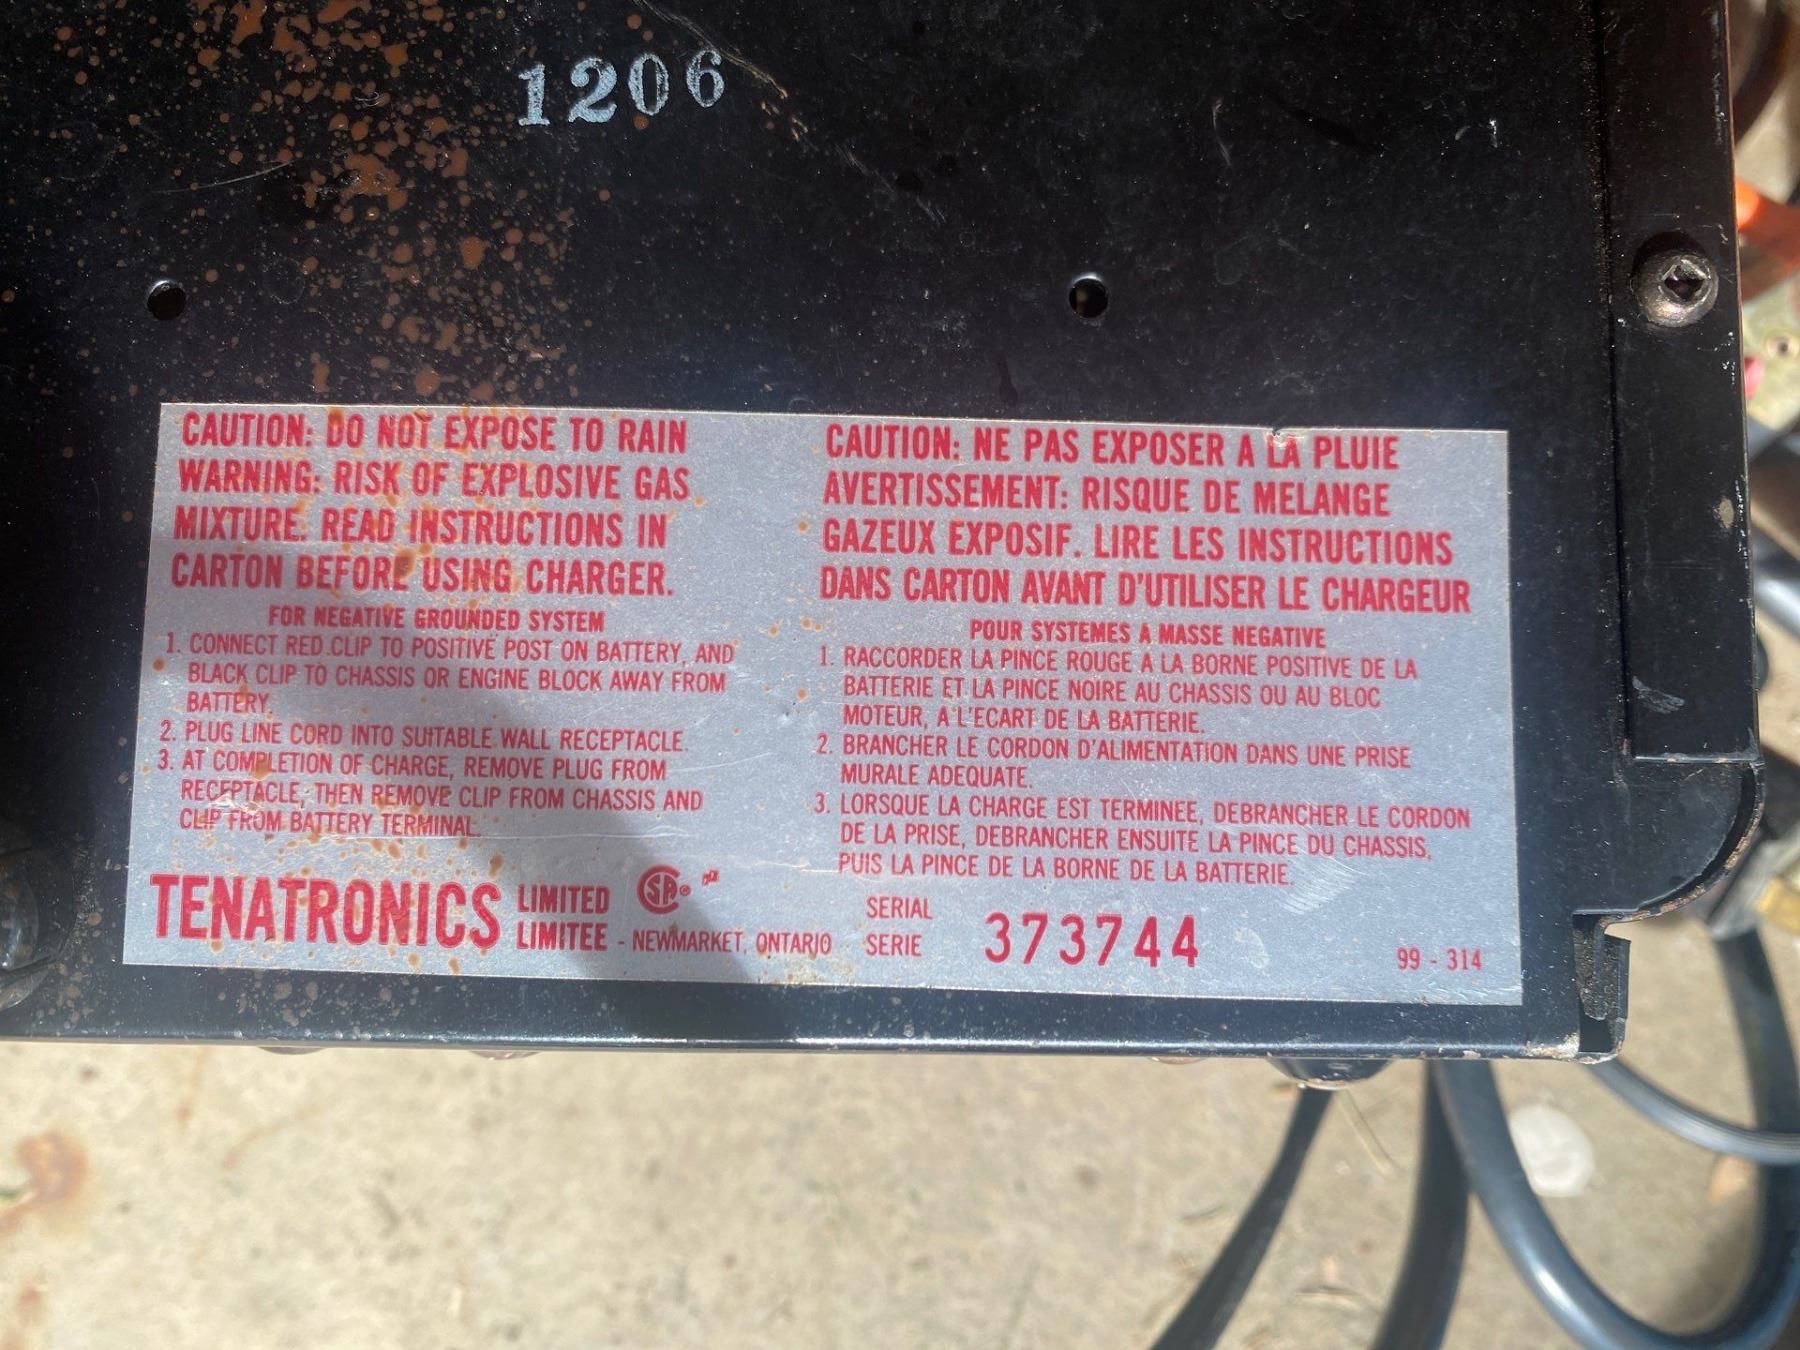 1206
CAUTION: DO NOT EXPOSE TO RAIN
WARNING: RISK OF EXPLOSIVE GAS
MIXTURE. READ INSTRUCTIONS IN
CARTON BEFORE USING CHARGER.
FOR NEGATIVE GROUNDED SYSTEM
1. CONNECT RED CLIP TO POSITIVE POST ON BATTERY, AND
BLACK CLIP TO CHASSIS OR ENGINE BLOCK AWAY FROM
BATTERY.
2. PLUG LINE CORD INTO SUITABLE WALL RECEPTACLE.
3. AT COMPLETION OF CHARGE, REMOVE PLUG FROM
RECEPTACLE, THEN REMOVE CLIP FROM CHASSIS AND
CLIP FROM BATTERY TERMINAL.
CAUTION: NE PAS EXPOSER A LA PLUIE
AVERTISSEMENT: RISQUE DE MELANGE
GAZEUX EXPOSIF. LIRE LES INSTRUCTIONS
DANS CARTON AVANT D'UTILISER LE CHARGEUR
POUR SYSTEMES A MASSE NEGATIVE
1. RACCORDER LA PINCE ROUGE A LA BORNE POSITIVE DE LA
BATTERIE ET LA PINCE NOIRE AU CHASSIS OU AU BLOC
MOTEUR, A L'ECART DE LA BATTERIE.
2. BRANCHER LE CORDON D'ALIMENTATION DANS UNE PRISE
MURALE ADEQUATE.
3. LORSQUE LA CHARGE EST TERMINEE, DEBRANCHER LE CORDON
DE LA PRISE, DEBRANCHER ENSUITE LA PINCE DU CHASSIS,
PUIS LA PINCE DE LA BORNE DE LA BATTERIE.
TENATRONICS LIMITED
LIMITEE - NEWMARKET, ONTARIO
SA ®
SERIAL
SERIE 373744
99 - 314